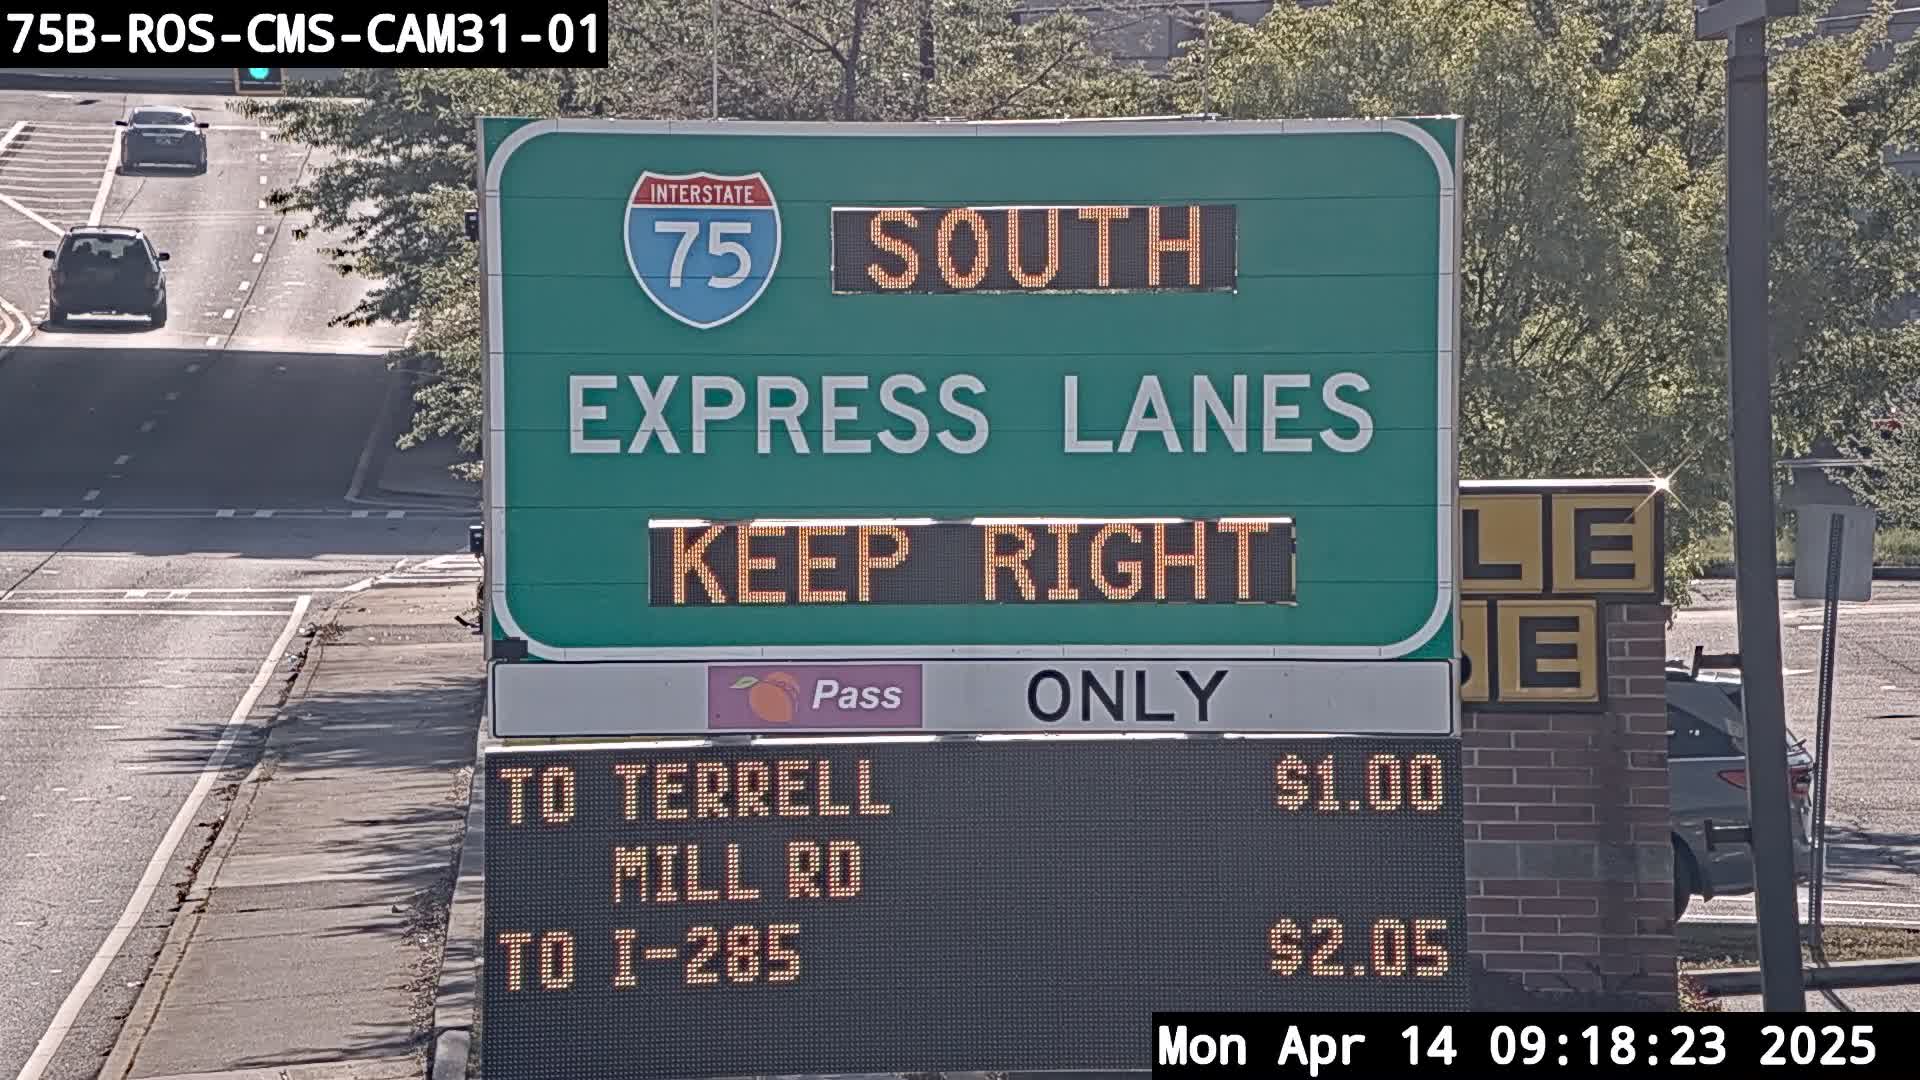 75B-ROS-CMS-CAM31-01
INTERSTATE
75
SOUTH
EXPRESS LANES
KEEP RIGHT
LE
E
Pass ONLY
TO TERRELL $1.00
MILL RD
TO I-285 $2.05
Mon Apr 14 09:18:23 2025